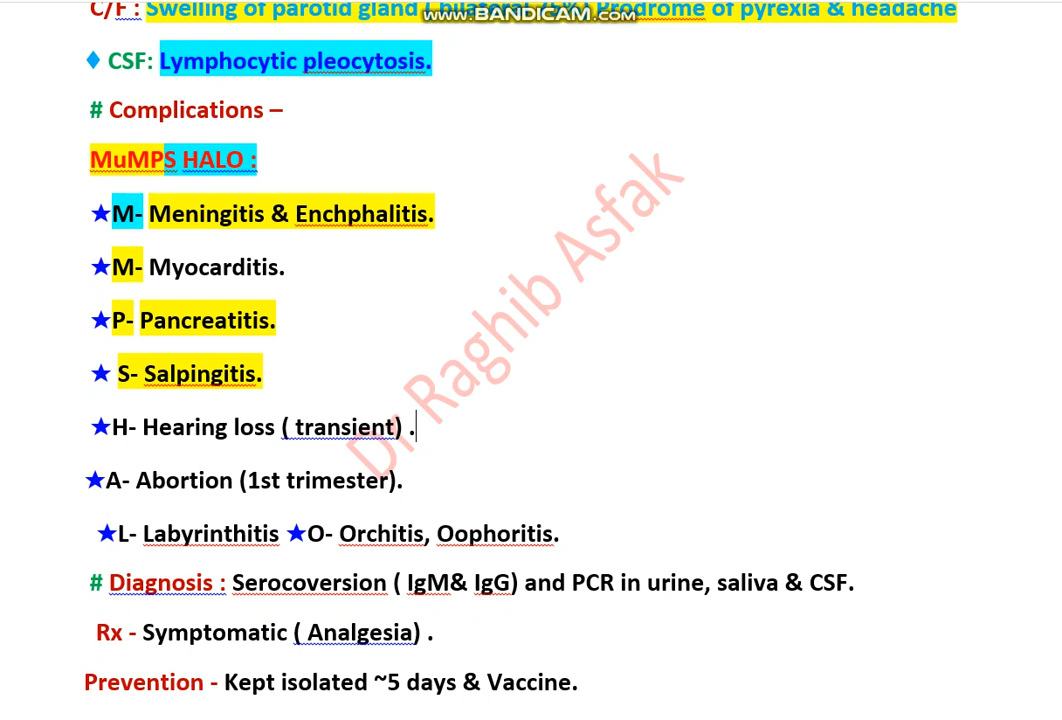 C/F : Swelling of parotid gland ( bilateral 75%) Prodrome of pyrexia & headache
www.BANDICAM.com
♦ CSF: Lymphocytic pleocytosis.
# Complications –
MuMPS HALO :
★M- Meningitis & Enchphalitis.
★M- Myocarditis.
★P- Pancreatitis.
★ S- Salpingitis.
★H- Hearing loss ( transient) .
★A- Abortion (1st trimester).
★L- Labyrinthitis ★O- Orchitis, Oophoritis.
# Diagnosis : Serocoversion ( IgM& IgG) and PCR in urine, saliva & CSF.
Rx - Symptomatic ( Analgesia) .
Prevention - Kept isolated ~5 days & Vaccine.
Dr Raghib Asfak